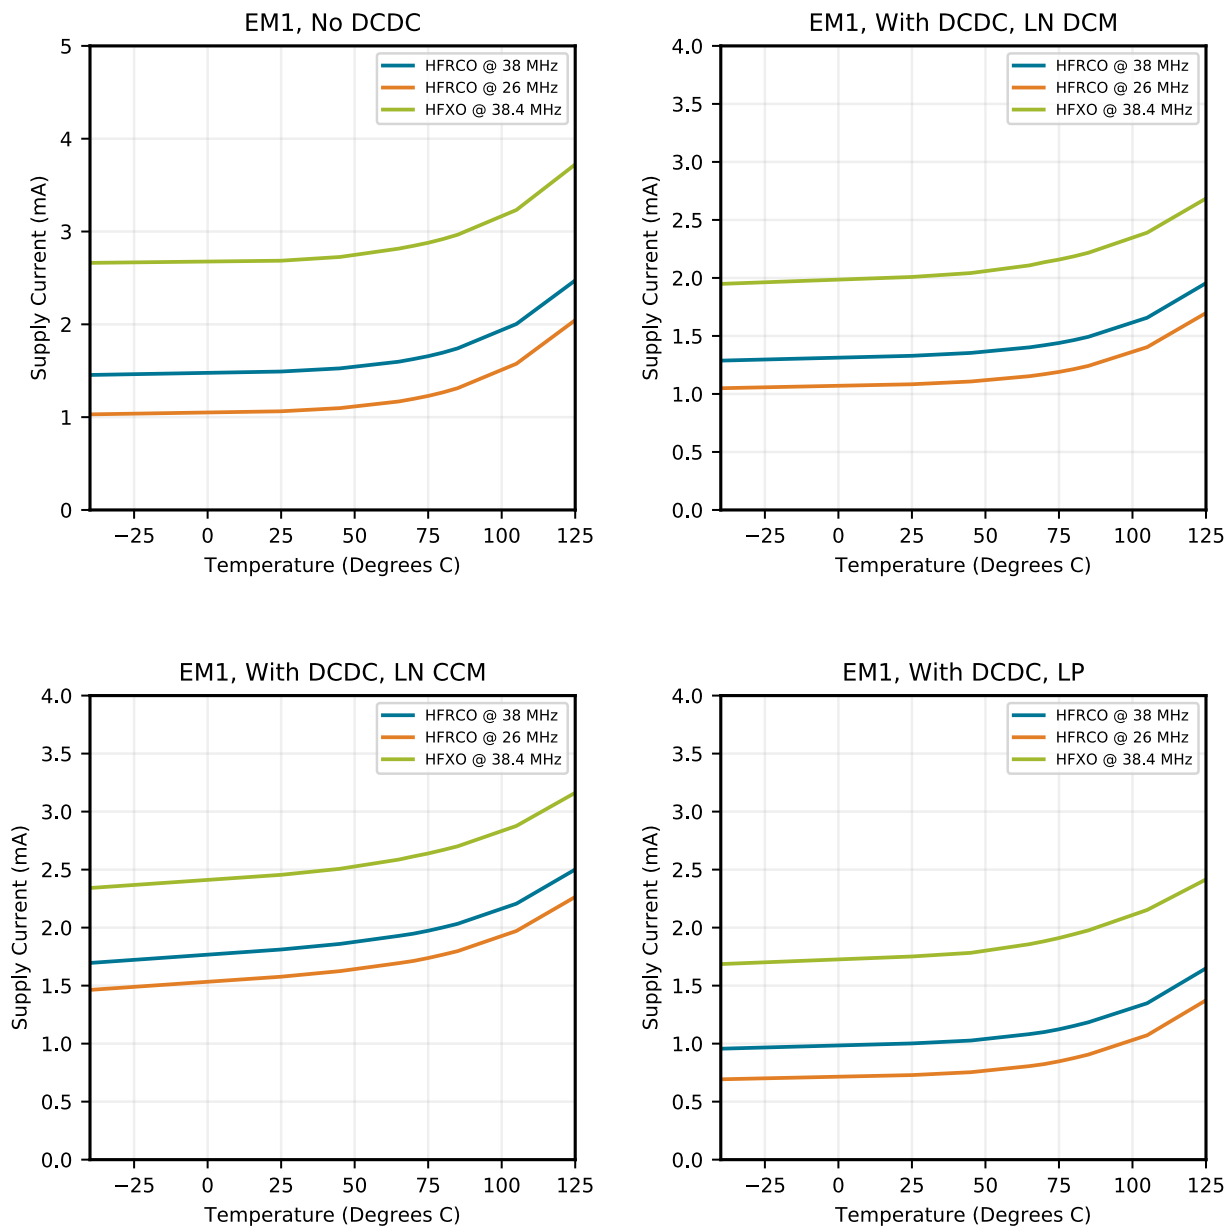 EM1, No DCDC
5
4
3
2
1
0
Supply Current (mA)
HFRCO @ 38 MHz
HFRCO @ 26 MHz
HFXO @ 38.4 MHz
−25 0 25 50 75 100 125
Temperature (Degrees C)
EM1, With DCDC, LN DCM
4.0
3.5
3.0
2.5
2.0
1.5
1.0
0.5
0.0
Supply Current (mA)
HFRCO @ 38 MHz
HFRCO @ 26 MHz
HFXO @ 38.4 MHz
−25 0 25 50 75 100 125
Temperature (Degrees C)
EM1, With DCDC, LN CCM
4.0
3.5
3.0
2.5
2.0
1.5
1.0
0.5
0.0
Supply Current (mA)
HFRCO @ 38 MHz
HFRCO @ 26 MHz
HFXO @ 38.4 MHz
−25 0 25 50 75 100 125
Temperature (Degrees C)
EM1, With DCDC, LP
4.0
3.5
3.0
2.5
2.0
1.5
1.0
0.5
0.0
Supply Current (mA)
HFRCO @ 38 MHz
HFRCO @ 26 MHz
HFXO @ 38.4 MHz
−25 0 25 50 75 100 125
Temperature (Degrees C)